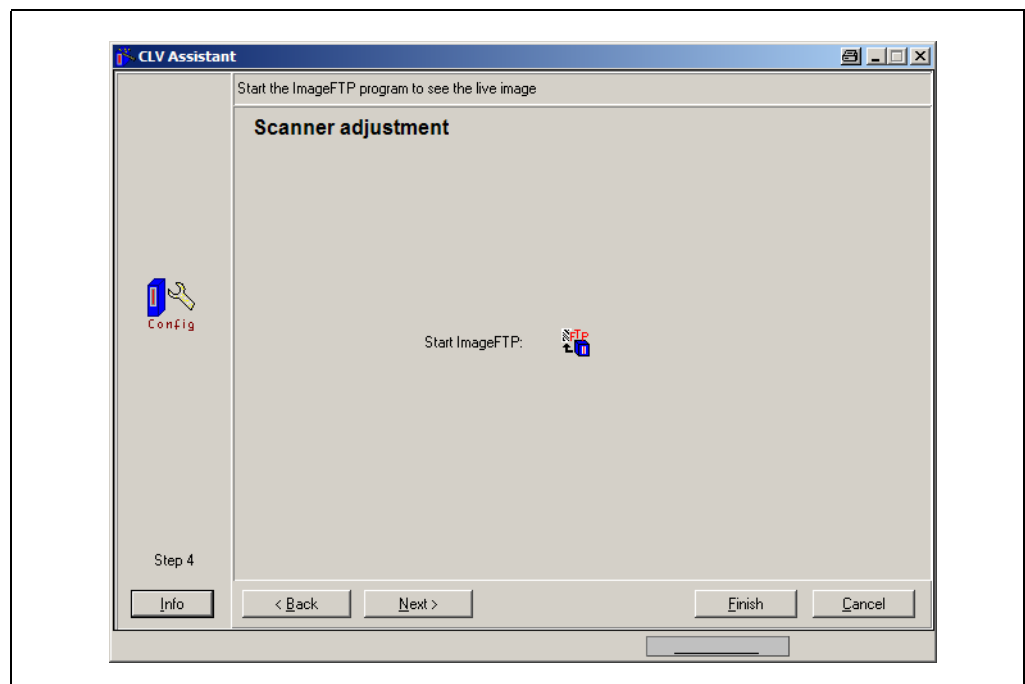 CLV Assistant
Start the ImageFTP program to see the live image
Scanner adjustment
Config
Start ImageFTP:
FTP
Step 4
Info
< Back
Next >
Finish
Cancel